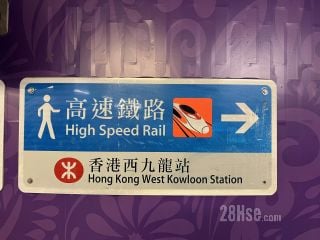 高速鐵路
High Speed Rail
香港西九龍站
Hong Kong West Kowloon Station
28Hse.com